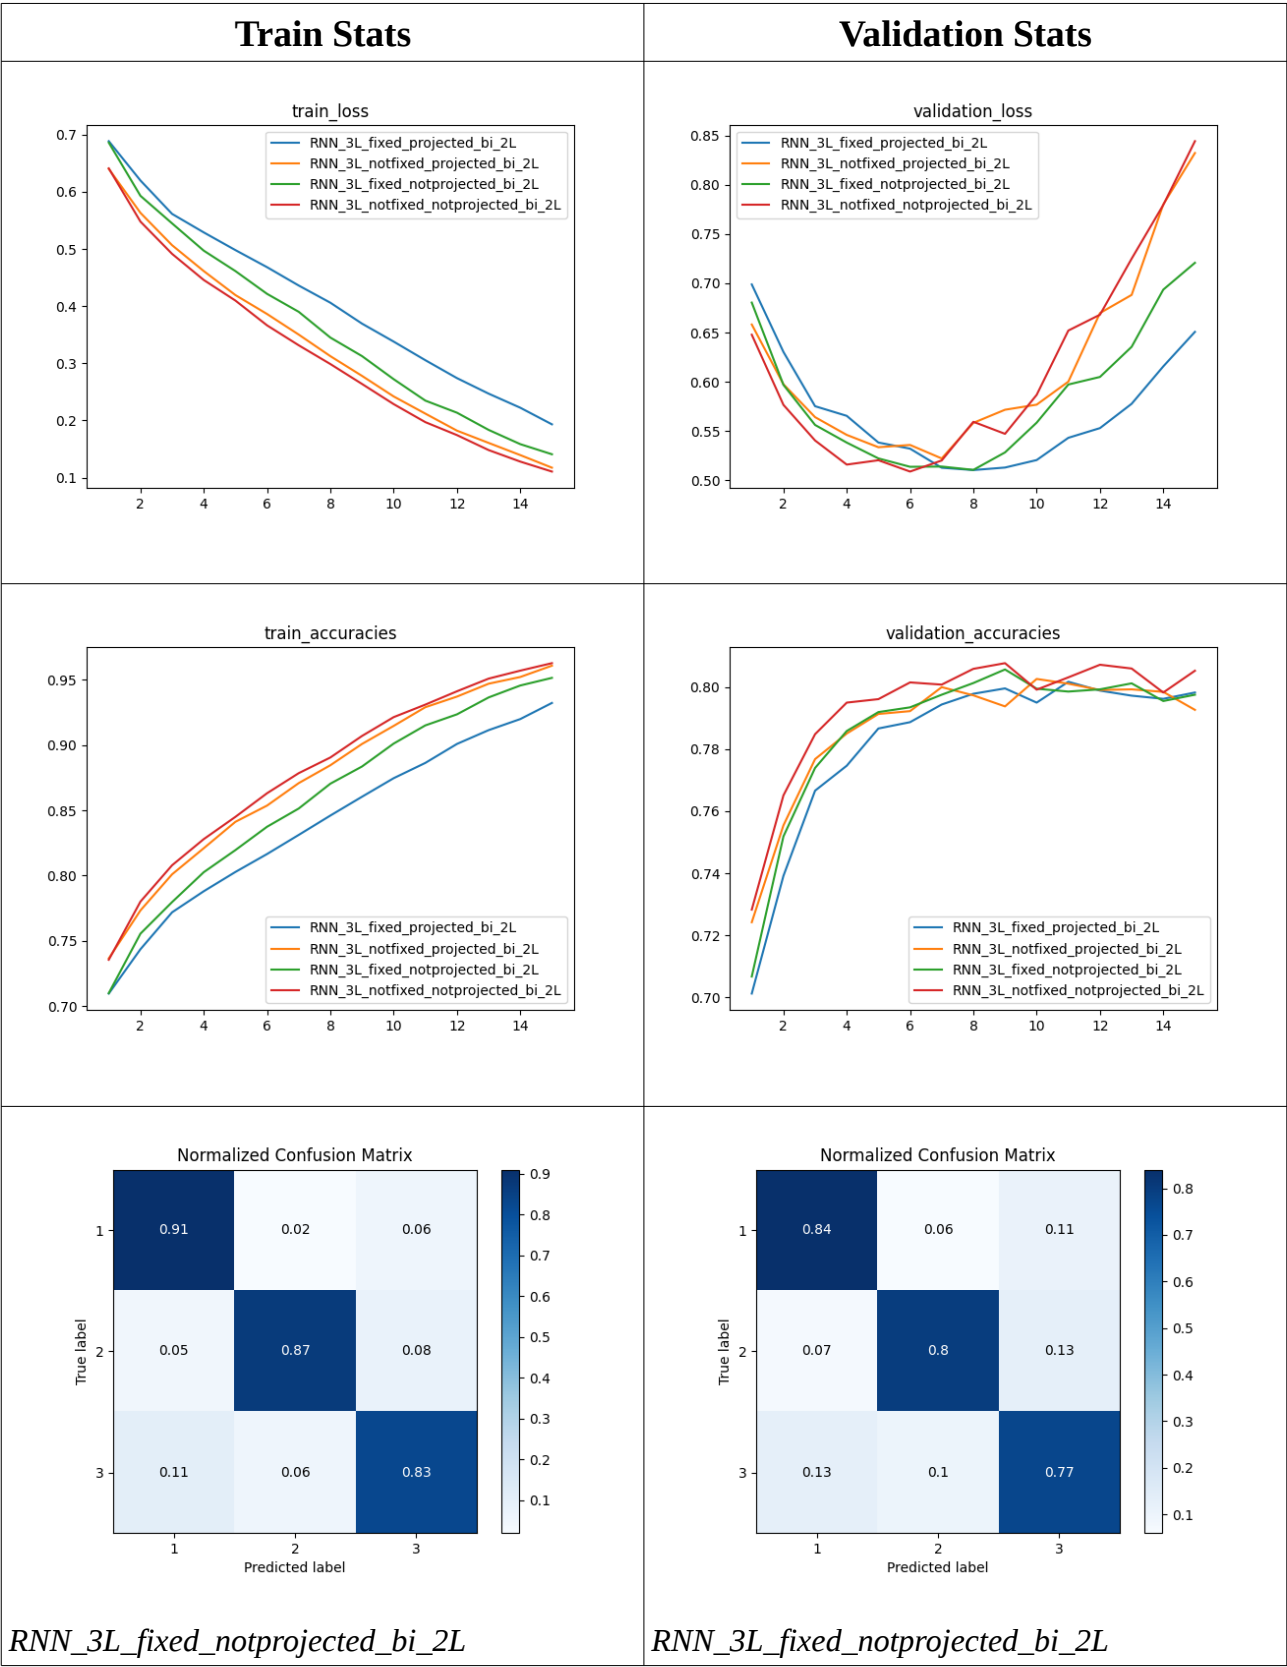 Train Stats
Validation Stats
train_loss
0.7
0.6
0.5
0.4
0.3
0.2
0.1
2 4 6 8 10 12 14
RNN_3L_fixed_projected_bi_2L
RNN_3L_notfixed_projected_bi_2L
RNN_3L_fixed_notprojected_bi_2L
RNN_3L_notfixed_notprojected_bi_2L
validation_loss
0.85
0.80
0.75
0.70
0.65
0.60
0.55
0.50
2 4 6 8 10 12 14
RNN_3L_fixed_projected_bi_2L
RNN_3L_notfixed_projected_bi_2L
RNN_3L_fixed_notprojected_bi_2L
RNN_3L_notfixed_notprojected_bi_2L
train_accuracies
0.95
0.90
0.85
0.80
0.75
0.70
2 4 6 8 10 12 14
RNN_3L_fixed_projected_bi_2L
RNN_3L_notfixed_projected_bi_2L
RNN_3L_fixed_notprojected_bi_2L
RNN_3L_notfixed_notprojected_bi_2L
validation_accuracies
0.80
0.78
0.76
0.74
0.72
0.70
2 4 6 8 10 12 14
RNN_3L_fixed_projected_bi_2L
RNN_3L_notfixed_projected_bi_2L
RNN_3L_fixed_notprojected_bi_2L
RNN_3L_notfixed_notprojected_bi_2L
Normalized Confusion Matrix
True label
1 0.91 0.02 0.06
2 0.05 0.87 0.08
3 0.11 0.06 0.83
1 2 3
Predicted label
0.9
0.8
0.7
0.6
0.5
0.4
0.3
0.2
0.1
RNN_3L_fixed_notprojected_bi_2L
Normalized Confusion Matrix
True label
1 0.84 0.06 0.11
2 0.07 0.8 0.13
3 0.13 0.1 0.77
1 2 3
Predicted label
0.8
0.7
0.6
0.5
0.4
0.3
0.2
0.1
RNN_3L_fixed_notprojected_bi_2L